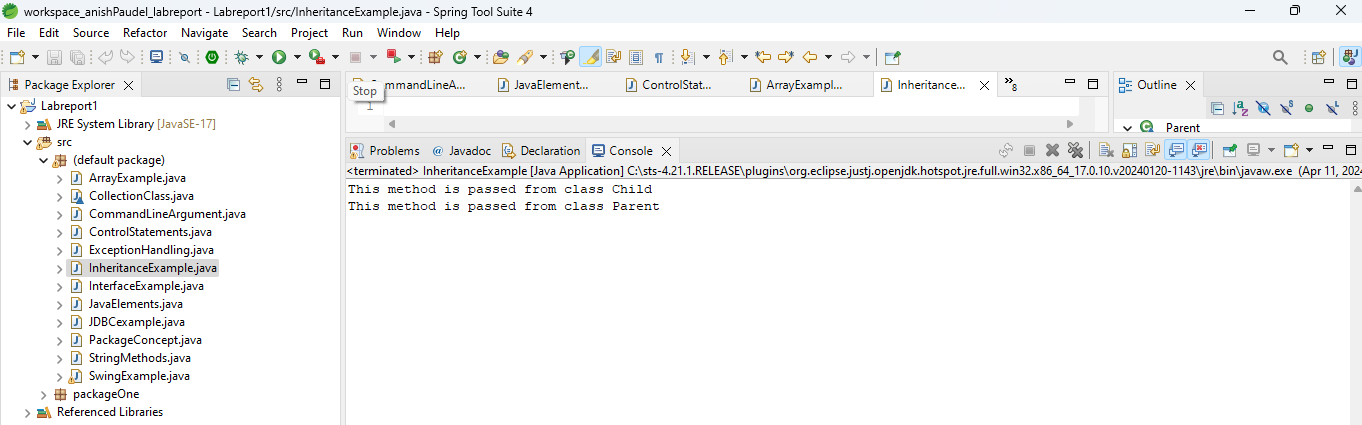 workspace_anishPaudel_labreport - Labreport1/src/InheritanceExample.java - Spring Tool Suite 4
File Edit Source Refactor Navigate Search Project Run Window Help
Package Explorer
Labreport1
JRE System Library [JavaSE-17]
src
(default package)
ArrayExample.java
CollectionClass.java
CommandLineArgument.java
ControlStatements.java
ExceptionHandling.java
InheritanceExample.java
InterfaceExample.java
JavaElements.java
JDBCexample.java
PackageConcept.java
StringMethods.java
SwingExample.java
packageOne
Referenced Libraries
Stop
mmandLineA... JavaElement... ControlStat... ArrayExampl... Inheritance... »8
1
Outline
Parent
Problems @ Javadoc Declaration Console
<terminated> InheritanceExample [Java Application] C:\sts-4.21.1.RELEASE\plugins\org.eclipse.justj.openjdk.hotspot.jre.full.win32.x86_64_17.0.10.v20240120-1143\jre\bin\javaw.exe (Apr 11, 2024
This method is passed from class Child
This method is passed from class Parent